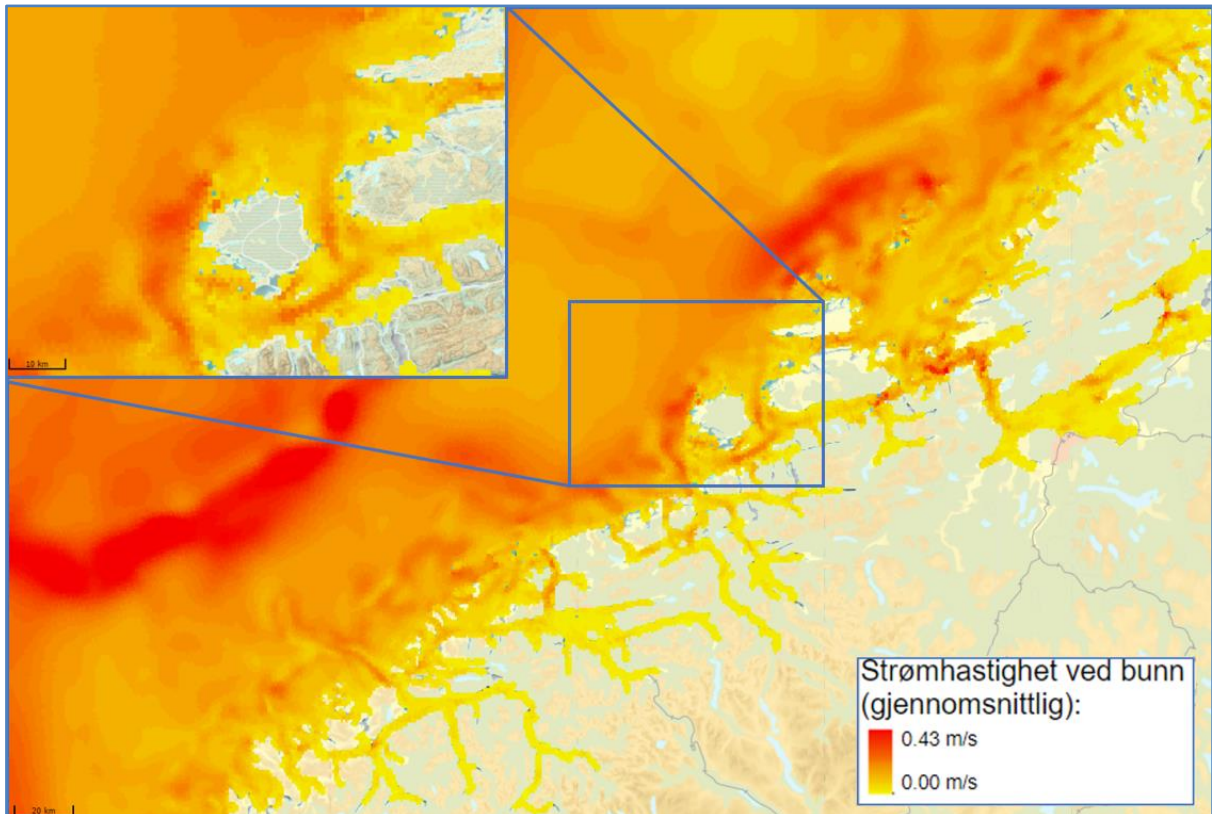 10 km
Strømhastighet ved bunn
(gjennomsnittlig):
0.43 m/s
0.00 m/s
20 km